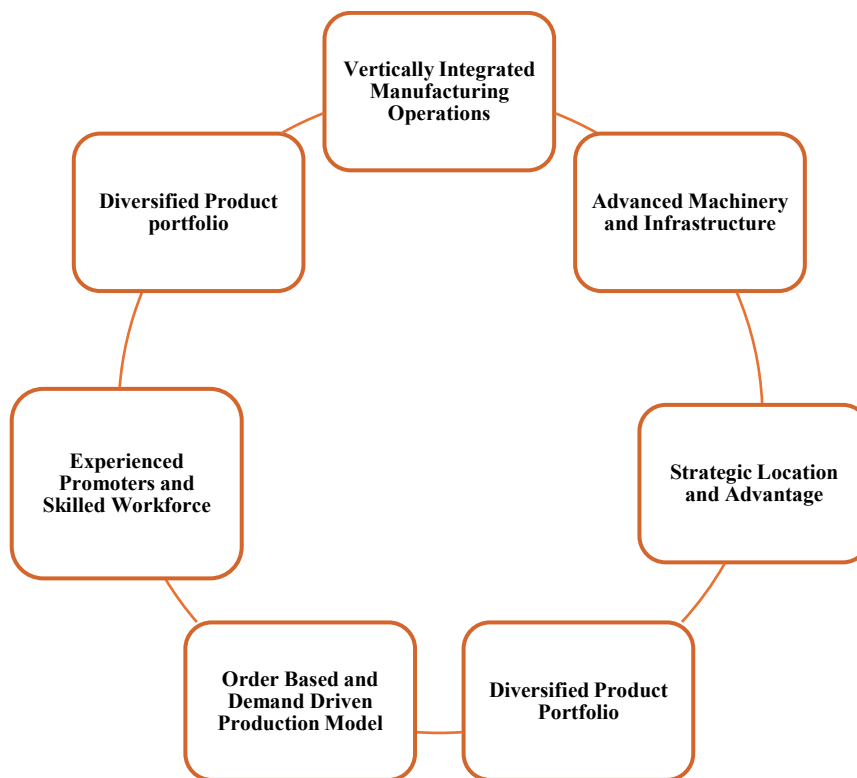 Vertically Integrated
Manufacturing
Operations
Advanced Machinery
and Infrastructure
Strategic Location
and Advantage
Diversified Product
Portfolio
Order Based and
Demand Driven
Production Model
Experienced
Promoters and
Skilled Workforce
Diversified Product
portfolio